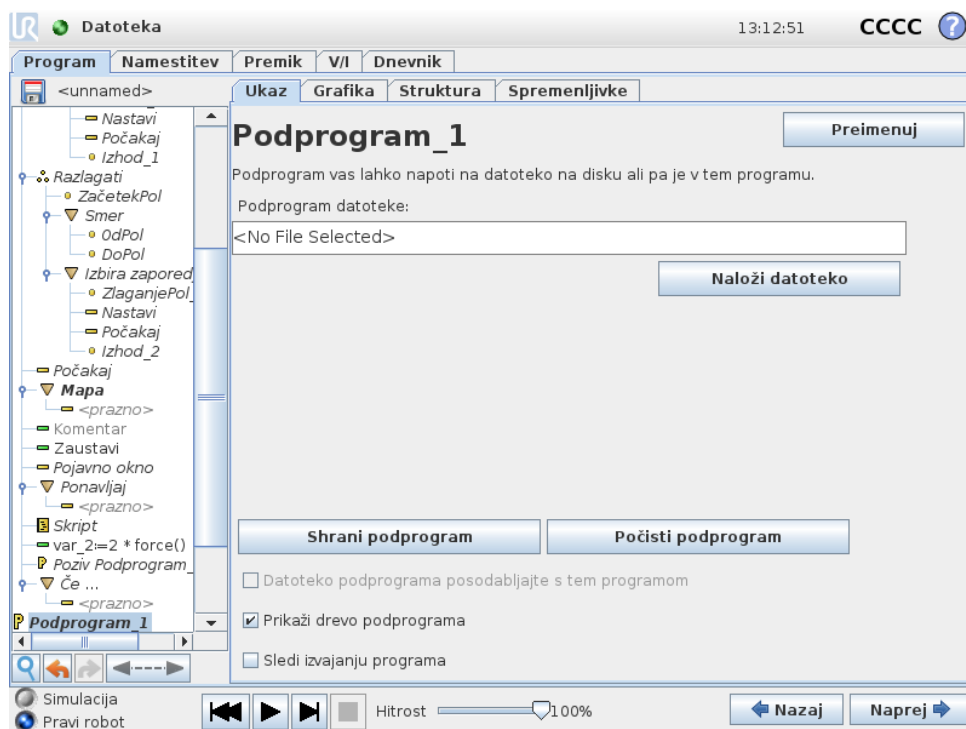 UR Datoteka 13:12:51 CCCC ?
Program Namestitev Premik V/I Dnevnik
<unnamed>
Ukaz Grafika Struktura Spremenljivke
Nastavi
Počakaj
Izhod_1
Razlagati
ZačetekPol
Smer
OdPol
DoPol
Izbira zapored
ZlaganjePol_
Nastavi
Počakaj
Izhod_2
Počakaj
Mapa
<prazno>
Komentar
Zaustavi
Pojavno okno
Ponavljaj
<prazno>
Skript
var_2:=2 * force()
Poziv Podprogram_
Če ...
<prazno>
Podprogram_1
Podprogram_1
Preimenuj
Podprogram vas lahko napoti na datoteko na disku ali pa je v tem programu.
Podprogram datoteke:
<No File Selected>
Naloži datoteko
Shrani podprogram
Počisti podprogram
Datoteko podprograma posodabljajte s tem programom
Prikaži drevo podprograma
Sledi izvajanju programa
Simulacija
Pravi robot
Hitrost 100%
Nazaj
Naprej